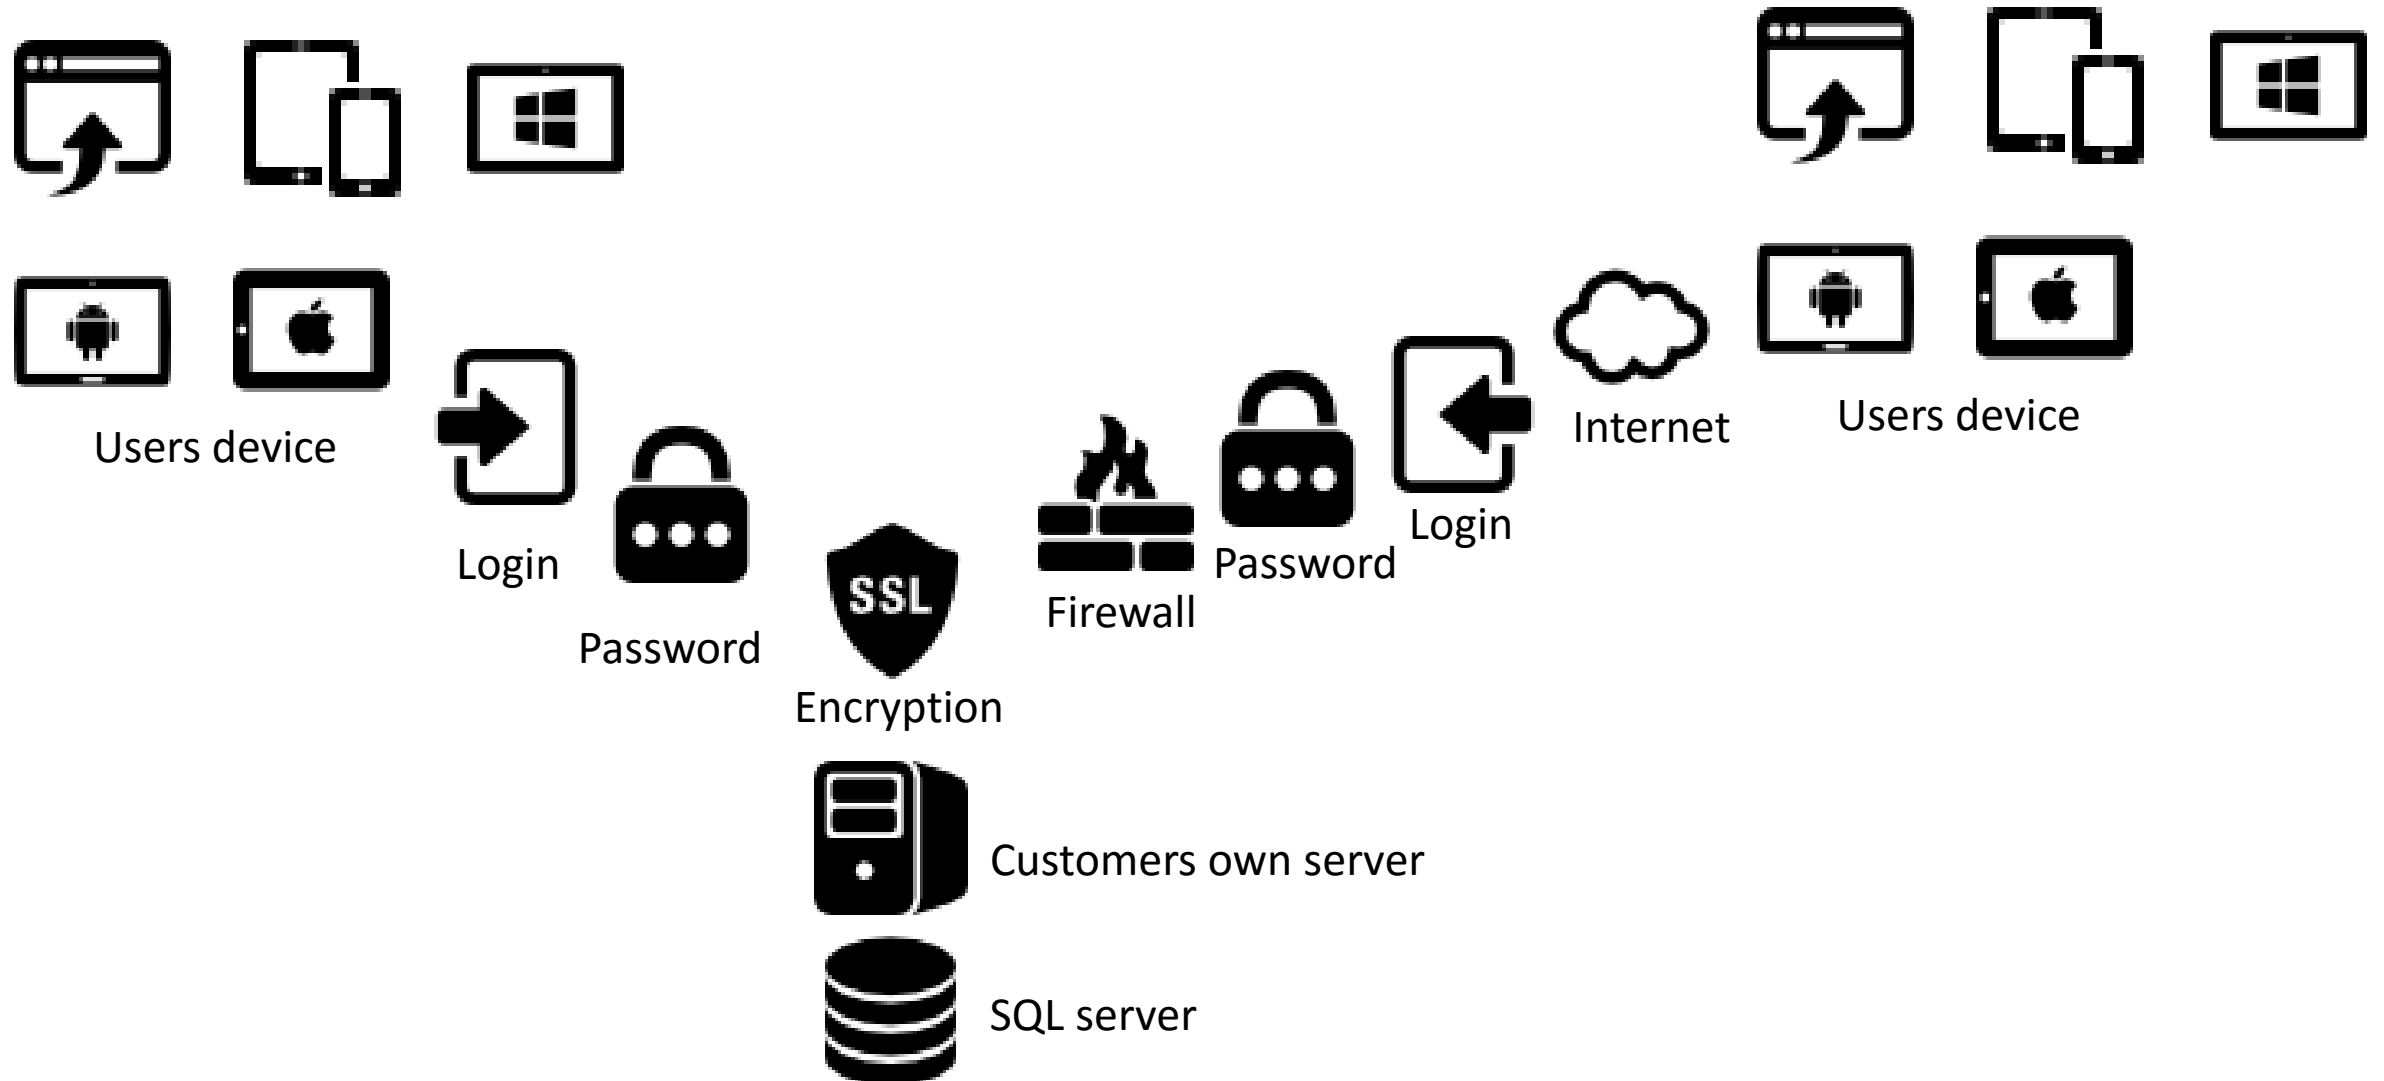 Users device
Login
Password
SSL
Encryption
Firewall
Password
Login
Internet
Users device
Customers own server
SQL server